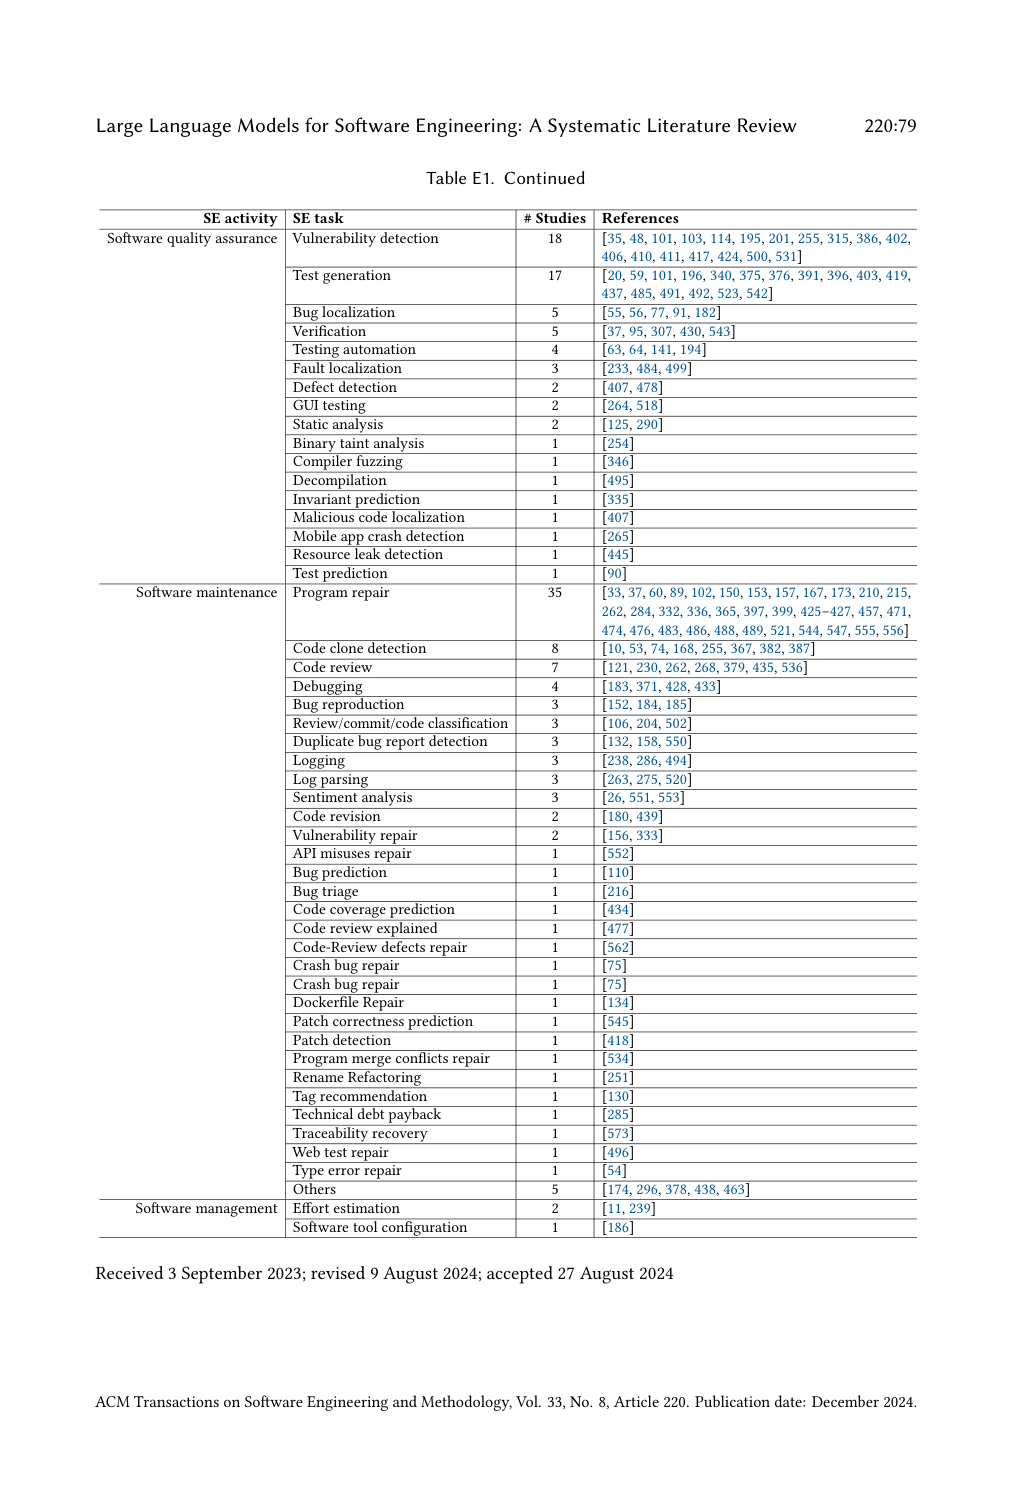 Large Language Models for Software Engineering: A Systematic Literature Review 220:79
Table E1. Continued
SE activity SE task # Studies References
Software quality assurance Vulnerability detection 18 [35, 48, 101, 103, 114, 195, 201, 255, 315, 386, 402,
406, 410, 411, 417, 424, 500, 531]
Test generation 17 [20, 59, 101, 196, 340, 375, 376, 391, 396, 403, 419,
437, 485, 491, 492, 523, 542]
Bug localization 5 [55, 56, 77, 91, 182]
Verification 5 [37, 95, 307, 430, 543]
Testing automation 4 [63, 64, 141, 194]
Fault localization 3 [233, 484, 499]
Defect detection 2 [407, 478]
GUI testing 2 [264, 518]
Static analysis 2 [125, 290]
Binary taint analysis 1 [254]
Compiler fuzzing 1 [346]
Decompilation 1 [495]
Invariant prediction 1 [335]
Malicious code localization 1 [407]
Mobile app crash detection 1 [265]
Resource leak detection 1 [445]
Test prediction 1 [90]
Software maintenance Program repair 35 [33, 37, 60, 89, 102, 150, 153, 157, 167, 173, 210, 215,
262, 284, 332, 336, 365, 397, 399, 425–427, 457, 471,
474, 476, 483, 486, 488, 489, 521, 544, 547, 555, 556]
Code clone detection 8 [10, 53, 74, 168, 255, 367, 382, 387]
Code review 7 [121, 230, 262, 268, 379, 435, 536]
Debugging 4 [183, 371, 428, 433]
Bug reproduction 3 [152, 184, 185]
Review/commit/code classification 3 [106, 204, 502]
Duplicate bug report detection 3 [132, 158, 550]
Logging 3 [238, 286, 494]
Log parsing 3 [263, 275, 520]
Sentiment analysis 3 [26, 551, 553]
Code revision 2 [180, 439]
Vulnerability repair 2 [156, 333]
API misuses repair 1 [552]
Bug prediction 1 [110]
Bug triage 1 [216]
Code coverage prediction 1 [434]
Code review explained 1 [477]
Code-Review defects repair 1 [562]
Crash bug repair 1 [75]
Crash bug repair 1 [75]
Dockerfile Repair 1 [134]
Patch correctness prediction 1 [545]
Patch detection 1 [418]
Program merge conflicts repair 1 [534]
Rename Refactoring 1 [251]
Tag recommendation 1 [130]
Technical debt payback 1 [285]
Traceability recovery 1 [573]
Web test repair 1 [496]
Type error repair 1 [54]
Others 5 [174, 296, 378, 438, 463]
Software management Effort estimation 2 [11, 239]
Software tool configuration 1 [186]
Received 3 September 2023; revised 9 August 2024; accepted 27 August 2024
ACM Transactions on Software Engineering and Methodology, Vol. 33, No. 8, Article 220. Publication date: December 2024.